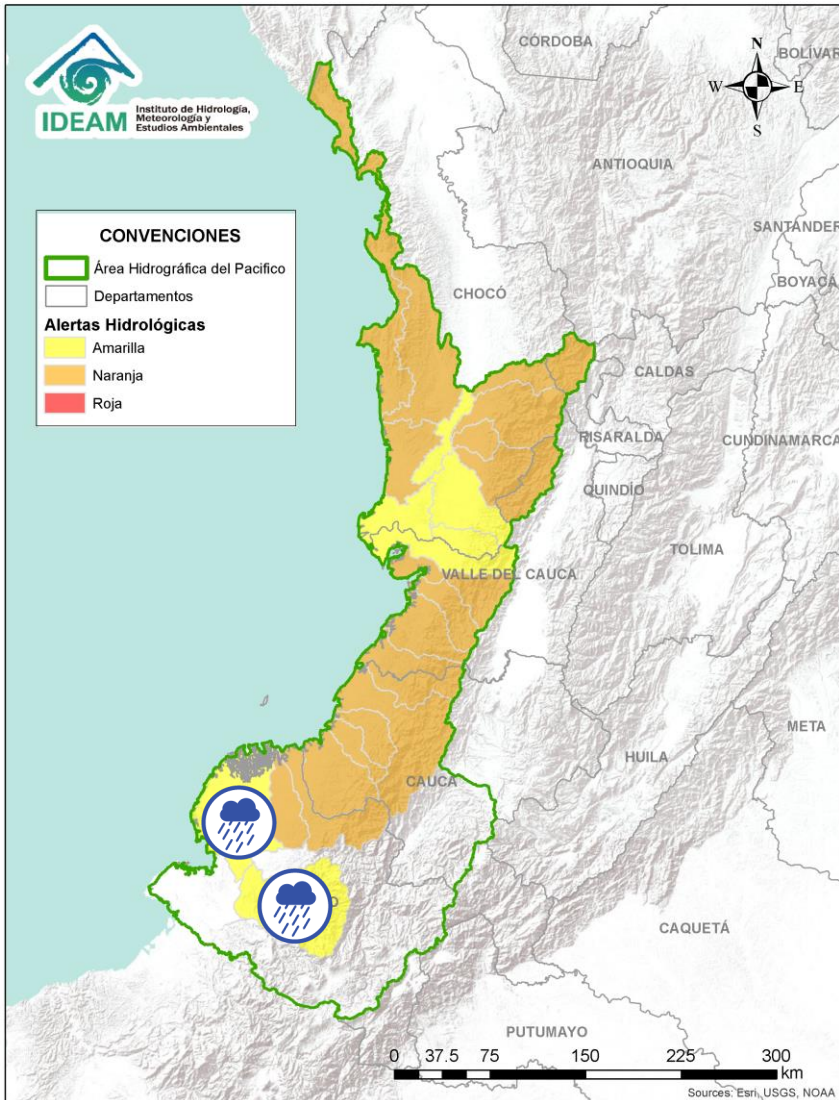 IDEAM
Instituto de Hidrología,
Meteorología y
Estudios Ambientales
CÓRDOBA
BOLÍVAR
N
W E
S
ANTIOQUIA
SANTANDER
CONVENCIONES
Área Hidrográfica del Pacifico
Departamentos
Alertas Hidrológicas
Amarilla
Naranja
Roja
BOYACÁ
CHOCÓ
CALDAS
RISARALDA
CUNDINAMARCA
QUINDÍO
TOLIMA
VALLE DEL CAUCA
META
HUILA
CAUCA
CAQUETÁ
PUTUMAYO
0 37.5 75 150 225 300
km
Sources: Esri, USGS, NOAA